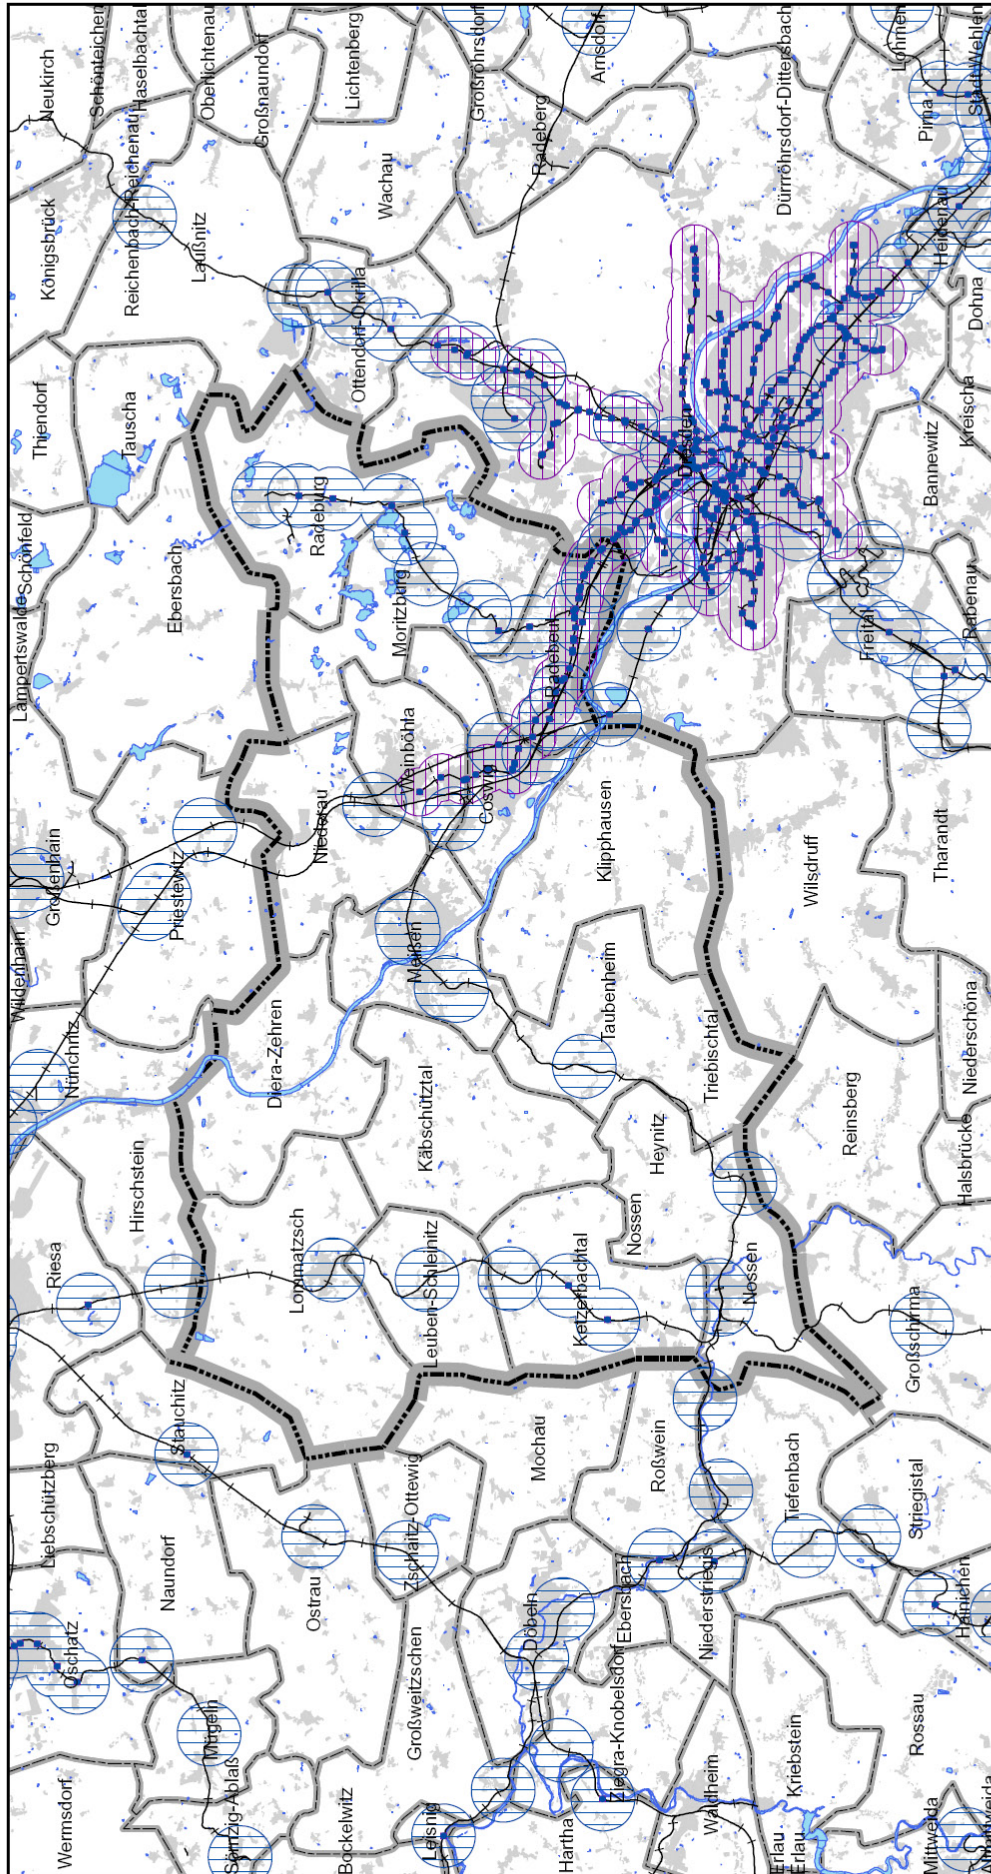 Wermsdorf
Liebschützberg
Riesa
Wildenhain
Großenhain
Lampertswalde
Schönfeld
Thiendorf
Königsbrück
Neukirch
Schönteichen
Oschatz
Nünchritz
Naundorf
Hirschstein
Priestewitz
Ebersbach
Tauscha
Reichenbach-Reichenau
Haselbachtal
Mügeln
Stauchitz
Laußnitz
Oberlichtenau
Sornzig-Ablaß
Diera-Zehren
Großnaundorf
Ostrau
Lommatzsch
Niederau
Radeburg
Bockelwitz
Ottendorf-Okrilla
Lichtenberg
Großweitzschen
Zschaitz-Ottewig
Käbschütztal
Meißen
Weinböhla
Moritzburg
Wachau
Leisnig
Leuben-Schleinitz
Coswig
Großröhrsdorf
Döbeln
Mochau
Radebeul
Radeberg
Hartha
Ketzerbachtal
Taubenheim
Klipphausen
Arnsdorf
Ziegra-Knobelsdorf
Ebersbach
Nossen
Roßwein
Heynitz
Dresden
Waldheim
Niederstriegis
Triebischtal
Nossen
Erlau
Erlau
Kriebstein
Tiefenbach
Wilsdruff
Dürrröhrsdorf-Dittersbach
Reinsberg
Freital
Rossau
Striegistal
Großschirma
Tharandt
Bannewitz
Heidenau
Pirna
Lohmen
Mittweida
Hainichen
Halsbrücke
Niederschöna
Rabenau
Kreischa
Dohna
Stadt Wehlen
Mittweida